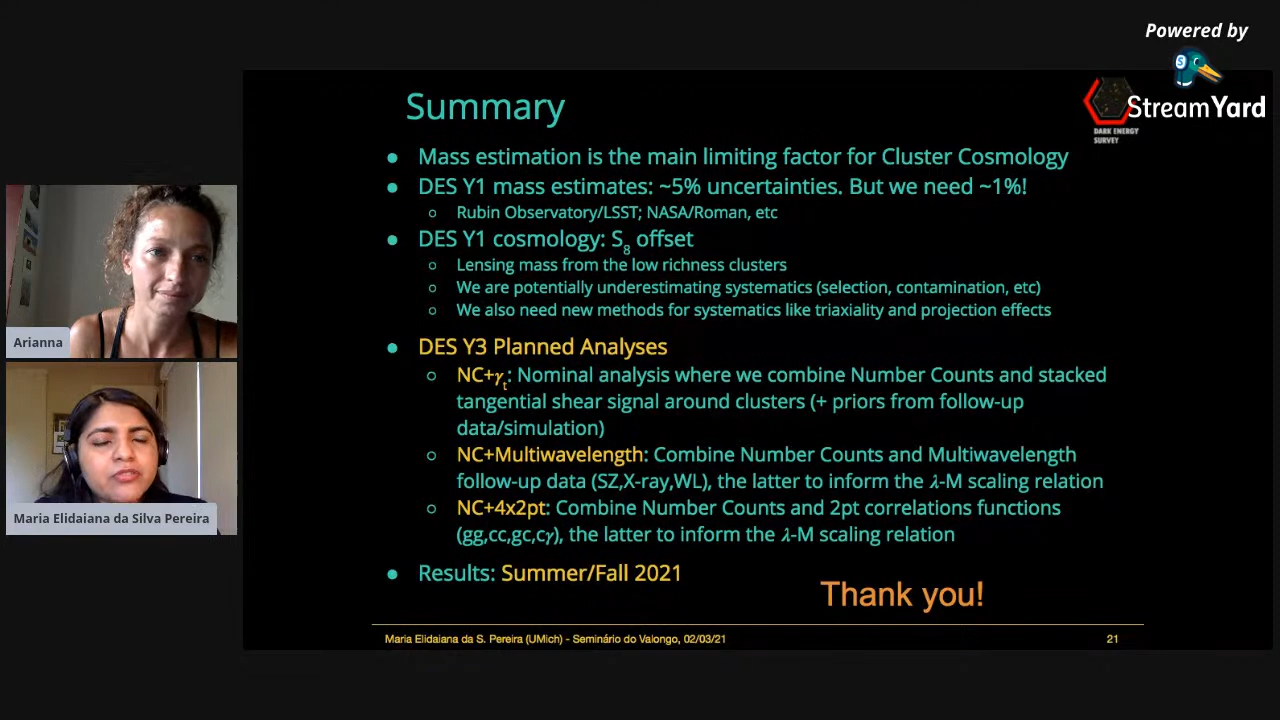 Powered by
StreamYard
DARK ENERGY
SURVEY
Summary
Mass estimation is the main limiting factor for Cluster Cosmology
DES Y1 mass estimates: ~5% uncertainties. But we need ~1%!
Rubin Observatory/LSST; NASA/Roman, etc
DES Y1 cosmology: S8 offset
Lensing mass from the low richness clusters
We are potentially underestimating systematics (selection, contamination, etc)
We also need new methods for systematics like triaxiality and projection effects
DES Y3 Planned Analyses
NC+γt: Nominal analysis where we combine Number Counts and stacked
tangential shear signal around clusters (+ priors from follow-up
data/simulation)
NC+Multiwavelength: Combine Number Counts and Multiwavelength
follow-up data (SZ,X-ray,WL), the latter to inform the λ-M scaling relation
NC+4x2pt: Combine Number Counts and 2pt correlations functions
(gg,cc,gc,cγ), the latter to inform the λ-M scaling relation
Results: Summer/Fall 2021
Thank you!
Maria Elidaiana da S. Pereira (UMich) - Seminário do Valongo, 02/03/21
21
Arianna
Maria Elidaiana da Silva Pereira